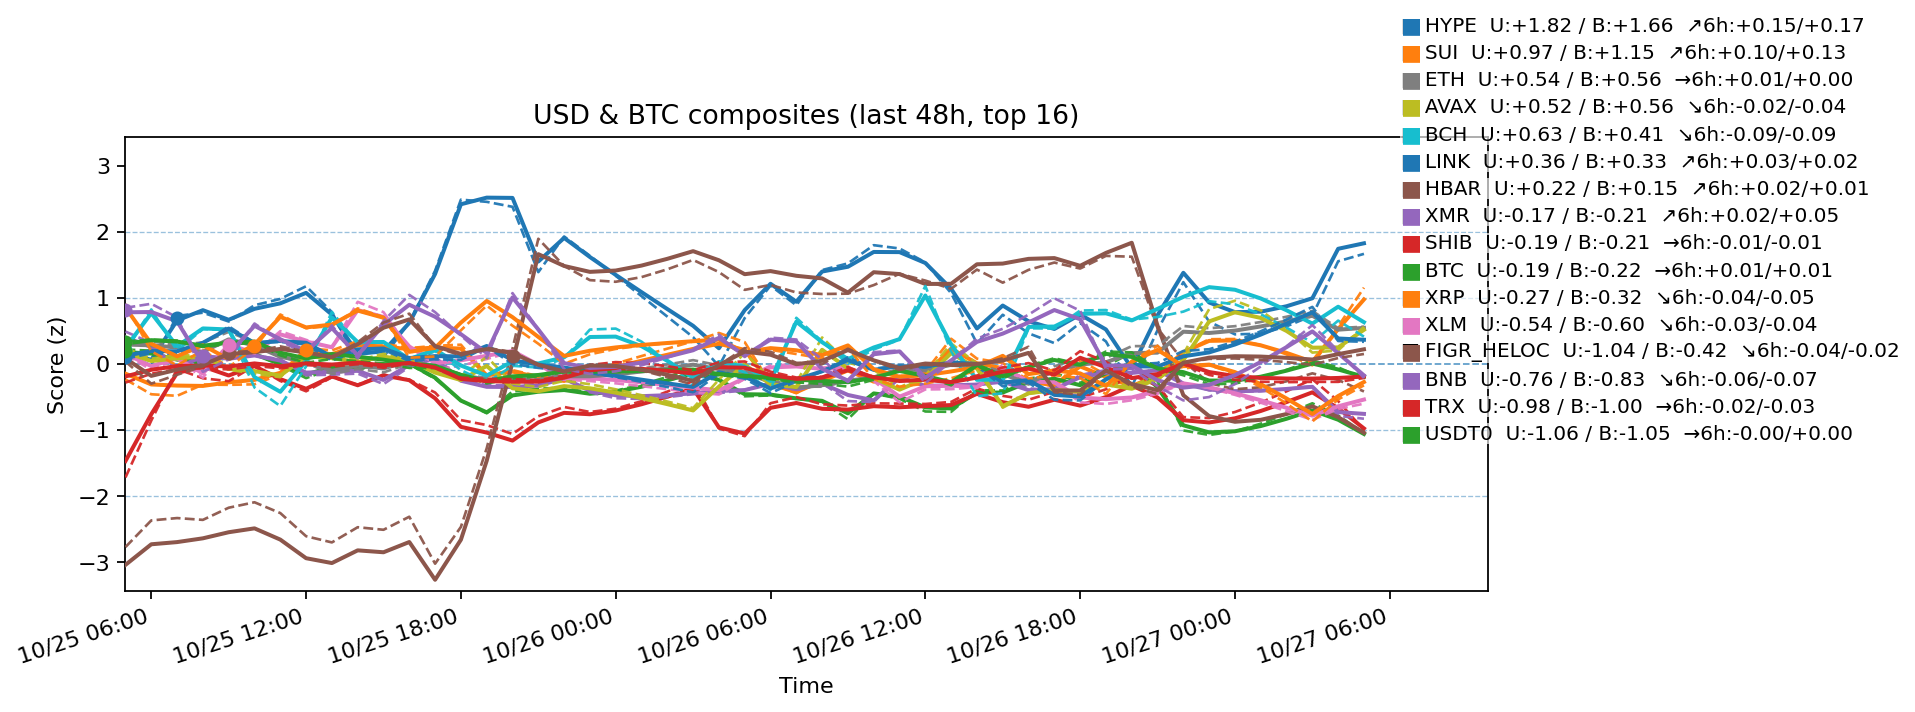 USD & BTC composites (last 48h, top 16)
HYPE  U:+1.82 / B:+1.66  ↗6h:+0.15/+0.17
SUI  U:+0.97 / B:+1.15  ↗6h:+0.10/+0.13
ETH  U:+0.54 / B:+0.56  →6h:+0.01/+0.00
AVAX  U:+0.52 / B:+0.56  ↘6h:-0.02/-0.04
BCH  U:+0.63 / B:+0.41  ↘6h:-0.09/-0.09
LINK  U:+0.36 / B:+0.33  ↗6h:+0.03/+0.02
HBAR  U:+0.22 / B:+0.15  ↗6h:+0.02/+0.01
XMR  U:-0.17 / B:-0.21  ↗6h:+0.02/+0.05
SHIB  U:-0.19 / B:-0.21  →6h:-0.01/-0.01
BTC  U:-0.19 / B:-0.22  →6h:+0.01/+0.01
XRP  U:-0.27 / B:-0.32  ↘6h:-0.04/-0.05
XLM  U:-0.54 / B:-0.60  ↘6h:-0.03/-0.04
FIGR_HELOC  U:-1.04 / B:-0.42  ↘6h:-0.04/-0.02
BNB  U:-0.76 / B:-0.83  ↘6h:-0.06/-0.07
TRX  U:-0.98 / B:-1.00  →6h:-0.02/-0.03
USDT0  U:-1.06 / B:-1.05  →6h:-0.00/+0.00
Score (z)
3
2
1
0
−1
−2
−3
10/25 06:00
10/25 12:00
10/25 18:00
10/26 00:00
10/26 06:00
10/26 12:00
10/26 18:00
10/27 00:00
10/27 06:00
Time